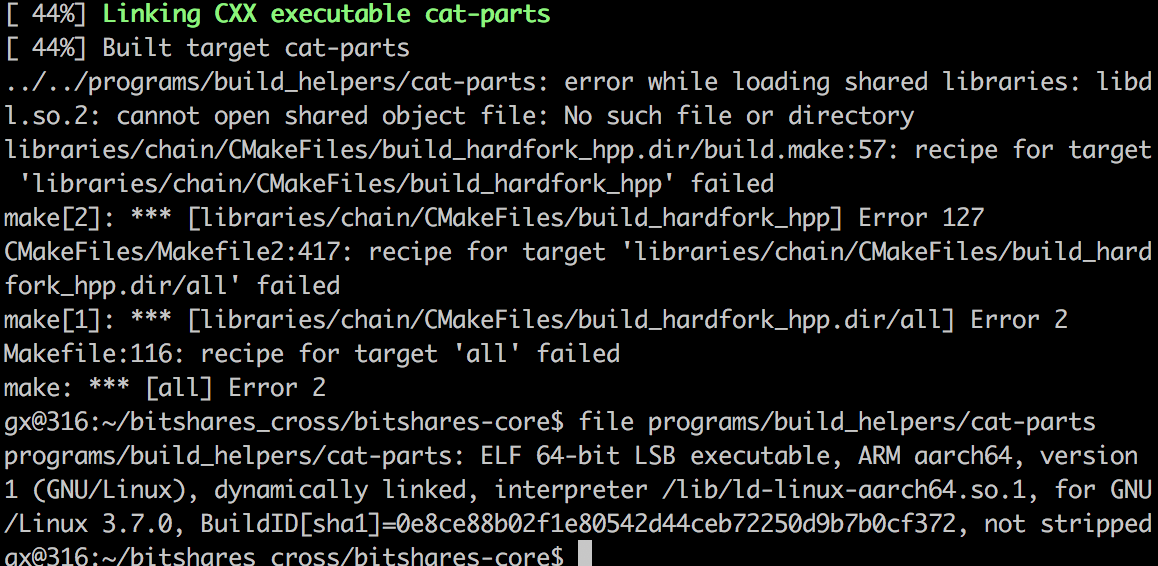 [ 44%] Linking CXX executable cat-parts
[ 44%] Built target cat-parts
../../programs/build_helpers/cat-parts: error while loading shared libraries: libd
l.so.2: cannot open shared object file: No such file or directory
libraries/chain/CMakeFiles/build_hardfork_hpp.dir/build.make:57: recipe for target
 'libraries/chain/CMakeFiles/build_hardfork_hpp' failed
make[2]: *** [libraries/chain/CMakeFiles/build_hardfork_hpp] Error 127
CMakeFiles/Makefile2:417: recipe for target 'libraries/chain/CMakeFiles/build_hard
fork_hpp.dir/all' failed
make[1]: *** [libraries/chain/CMakeFiles/build_hardfork_hpp.dir/all] Error 2
Makefile:116: recipe for target 'all' failed
make: *** [all] Error 2
gx@316:~/bitshares_cross/bitshares-core$ file programs/build_helpers/cat-parts
programs/build_helpers/cat-parts: ELF 64-bit LSB executable, ARM aarch64, version
1 (GNU/Linux), dynamically linked, interpreter /lib/ld-linux-aarch64.so.1, for GNU
/Linux 3.7.0, BuildID[sha1]=0e8ce88b02f1e80542d44ceb72250d9b7b0cf372, not stripped
gx@316:~/bitshares_cross/bitshares-core$